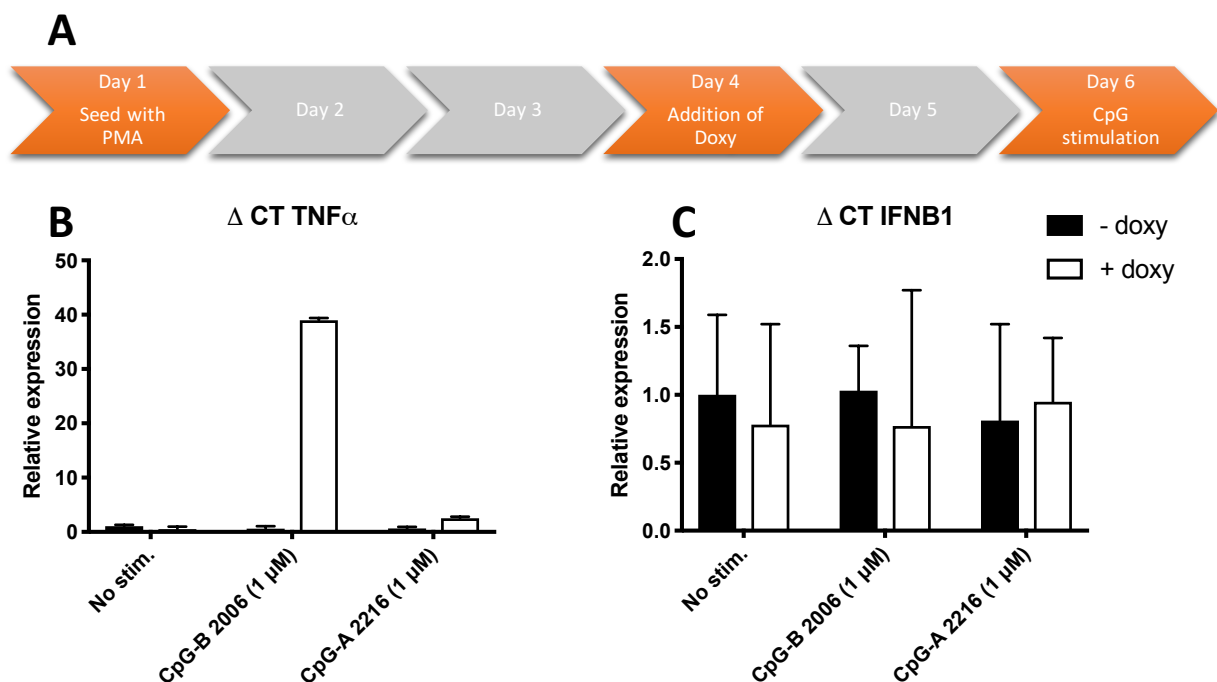 A
Day 1
Seed with
PMA
Day 2
Day 3
Day 4
Addition of
Doxy
Day 5
Day 6
CpG
stimulation
B
Δ CT TNFα
Relative expression
50
40
30
20
10
0
No stim.
CpG-B 2006 (1 µM)
CpG-A 2216 (1 µM)
C
Δ CT IFNB1
- doxy
+ doxy
Relative expression
2.0
1.5
1.0
0.5
0.0
No stim.
CpG-B 2006 (1 µM)
CpG-A 2216 (1 µM)